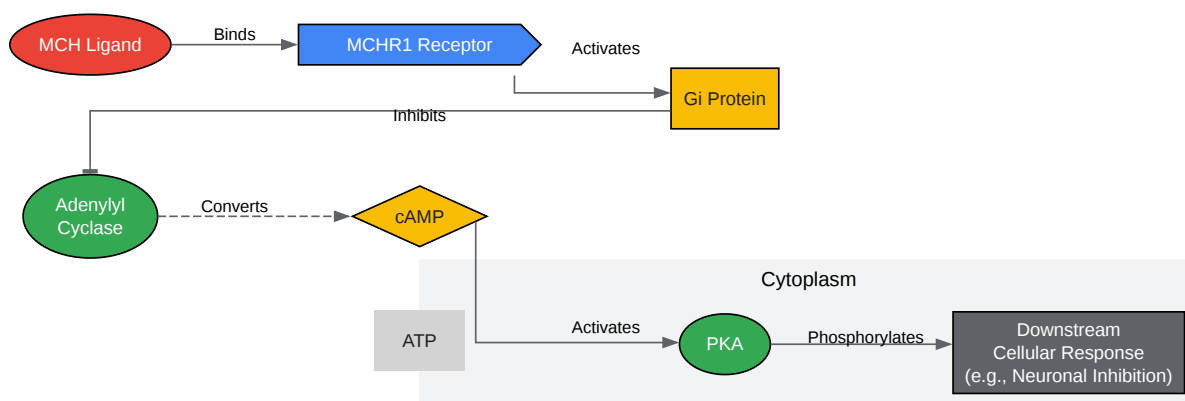 MCH Ligand
Binds
MCHR1 Receptor
Activates
Gi Protein
Inhibits
Adenylyl
Cyclase
Converts
cAMP
Cytoplasm
ATP
Activates
PKA
Phosphorylates
Downstream
Cellular Response
(e.g., Neuronal Inhibition)